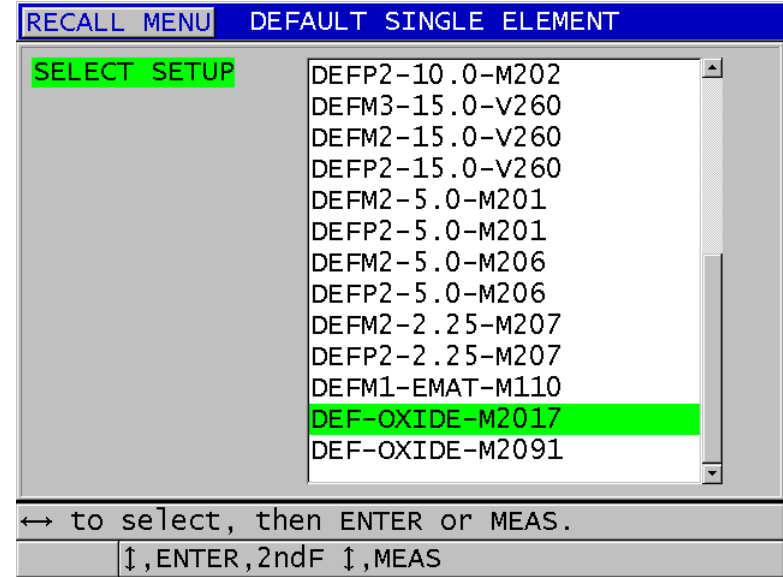 RECALL MENU DEFAULT SINGLE ELEMENT
SELECT SETUP
DEFP2-10.0-M202
DEFM3-15.0-V260
DEFM2-15.0-V260
DEFP2-15.0-V260
DEFM2-5.0-M201
DEFP2-5.0-M201
DEFM2-5.0-M206
DEFP2-5.0-M206
DEFM2-2.25-M207
DEFP2-2.25-M207
DEFM1-EMAT-M110
DEF-OXIDE-M2017
DEF-OXIDE-M2091
↔ to select, then ENTER or MEAS.
↕,ENTER,2ndF ↕,MEAS